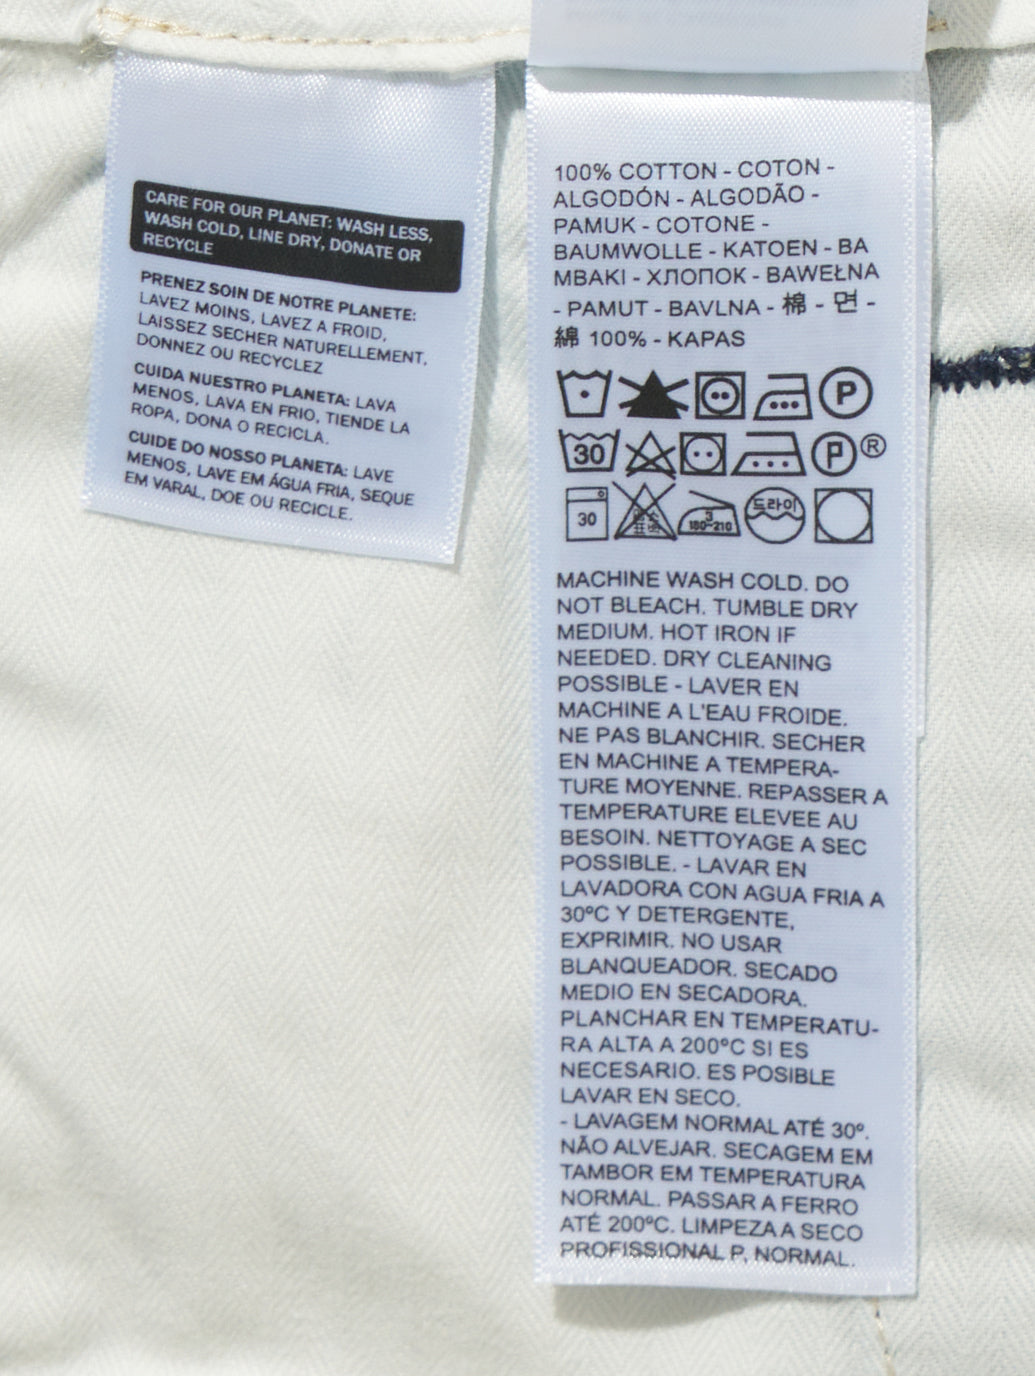 CARE FOR OUR PLANET: WASH LESS,
WASH COLD, LINE DRY, DONATE OR
RECYCLE
PRENEZ SOIN DE NOTRE PLANETE:
LAVEZ MOINS, LAVEZ A FROID,
LAISSEZ SECHER NATURELLEMENT,
DONNEZ OU RECYCLEZ
CUIDA NUESTRO PLANETA: LAVA
MENOS, LAVA EN FRIO, TIENDE LA
ROPA, DONA O RECICLA.
CUIDE DO NOSSO PLANETA: LAVE
MENOS, LAVE EM ÁGUA FRIA, SEQUE
EM VARAL, DOE OU RECICLE.
100% COTTON - COTON -
ALGODÓN - ALGODÃO -
PAMUK - COTONE -
BAUMWOLLE - KATOEN - BA
MBAKI - ХЛОПОК - BAWEŁNA
- PAMUT - BAVLNA - 棉 - 면 -
綿 100% - KAPAS
P
30 P ®
30 3 180~210 드라이
MACHINE WASH COLD. DO
NOT BLEACH. TUMBLE DRY
MEDIUM. HOT IRON IF
NEEDED. DRY CLEANING
POSSIBLE - LAVER EN
MACHINE A L'EAU FROIDE.
NE PAS BLANCHIR. SECHER
EN MACHINE A TEMPERA-
TURE MOYENNE. REPASSER A
TEMPERATURE ELEVEE AU
BESOIN. NETTOYAGE A SEC
POSSIBLE. - LAVAR EN
LAVADORA CON AGUA FRIA A
30ºC Y DETERGENTE,
EXPRIMIR. NO USAR
BLANQUEADOR. SECADO
MEDIO EN SECADORA.
PLANCHAR EN TEMPERATU-
RA ALTA A 200ºC SI ES
NECESARIO. ES POSIBLE
LAVAR EN SECO.
- LAVAGEM NORMAL ATÉ 30º.
NÃO ALVEJAR. SECAGEM EM
TAMBOR EM TEMPERATURA
NORMAL. PASSAR A FERRO
ATÉ 200ºC. LIMPEZA A SECO
PROFISSIONAL P, NORMAL.